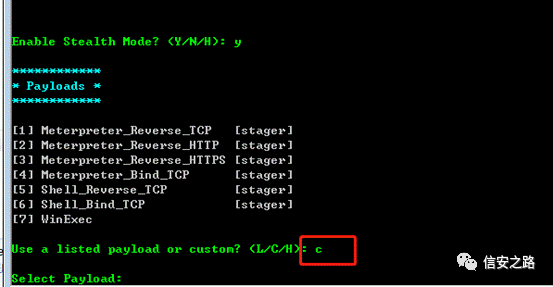 Enable Stealth Mode? (Y/N/H): y
************
* Payloads *
************
[1] Meterpreter_Reverse_TCP [stager]
[2] Meterpreter_Reverse_HTTP [stager]
[3] Meterpreter_Reverse_HTTPS [stager]
[4] Meterpreter_Bind_TCP [stager]
[5] Shell_Reverse_TCP [stager]
[6] Shell_Bind_TCP [stager]
[7] WinExec
Use a listed payload or custom? (L/C/H): c
信安之路
Select Payload: